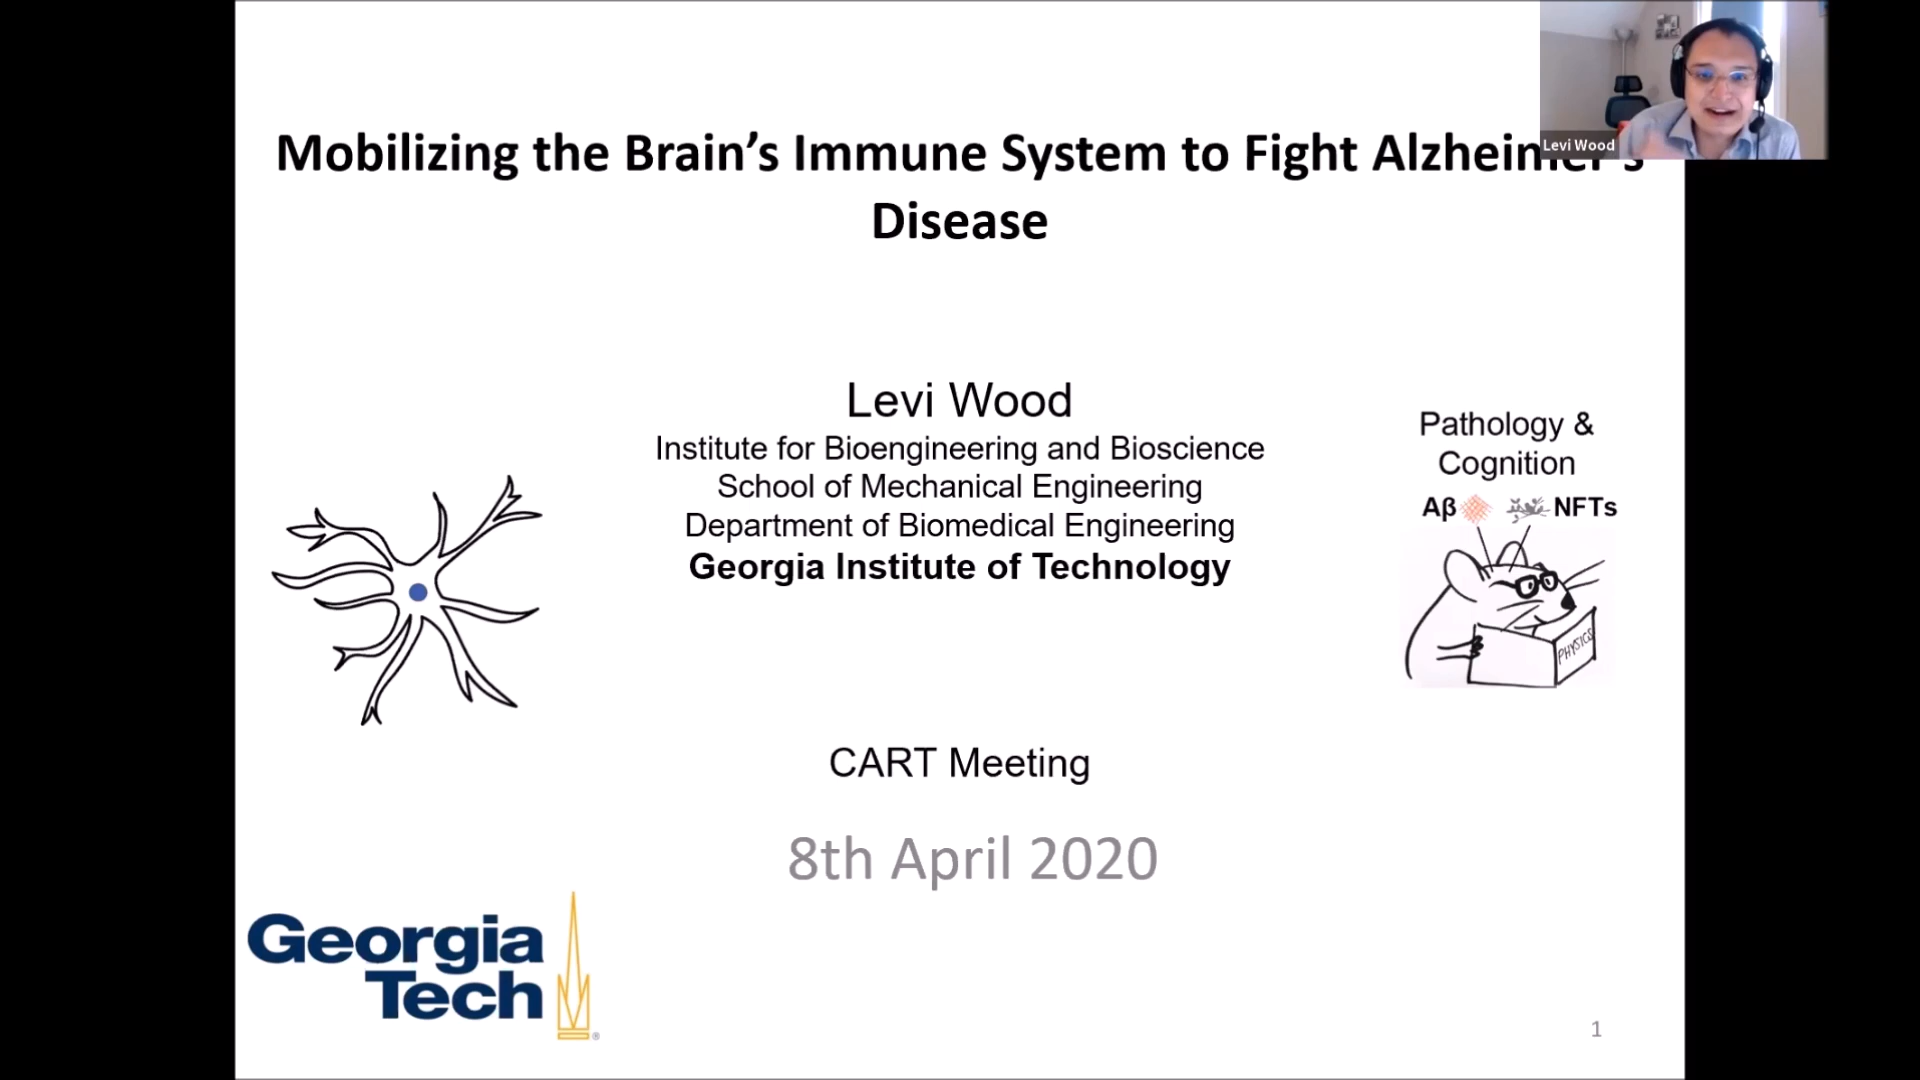 Mobilizing the Brain's Immune System to Fight Alzheimer's
Disease
Levi Wood
Levi Wood
Institute for Bioengineering and Bioscience
School of Mechanical Engineering
Department of Biomedical Engineering
Georgia Institute of Technology
Pathology &
Cognition
Aβ NFTs
PHYSICS
CART Meeting
8th April 2020
Georgia
Tech
®
1